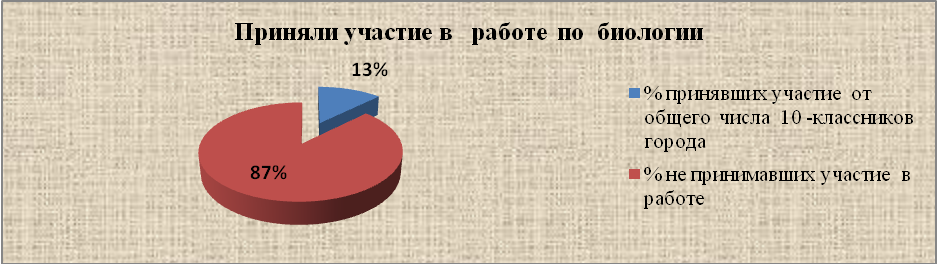 Приняли участие в работе по биологии
13%
87%
% принявших участие от
общего числа 10 -классников
города
% не принимавших участие в
работе